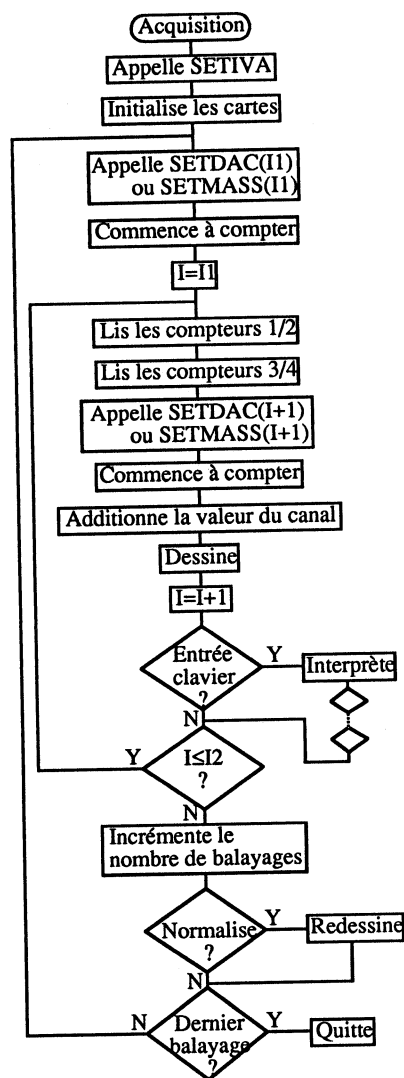 Acquisition
Appelle SETIVA
Initialise les cartes
Appelle SETDAC(I1)
ou SETMASS(I1)
Commence à compter
I=I1
Lis les compteurs 1/2
Lis les compteurs 3/4
Appelle SETDAC(I+1)
ou SETMASS(I+1)
Commence à compter
Additionne la valeur du canal
Dessine
I=I+1
Entrée
clavier
?
Y
Interprète
N
I≤I2
?
Y
N
Incrémente le
nombre de balayages
Normalise
?
Y
Redessine
N
Dernier
balayage
?
N
Y
Quitte